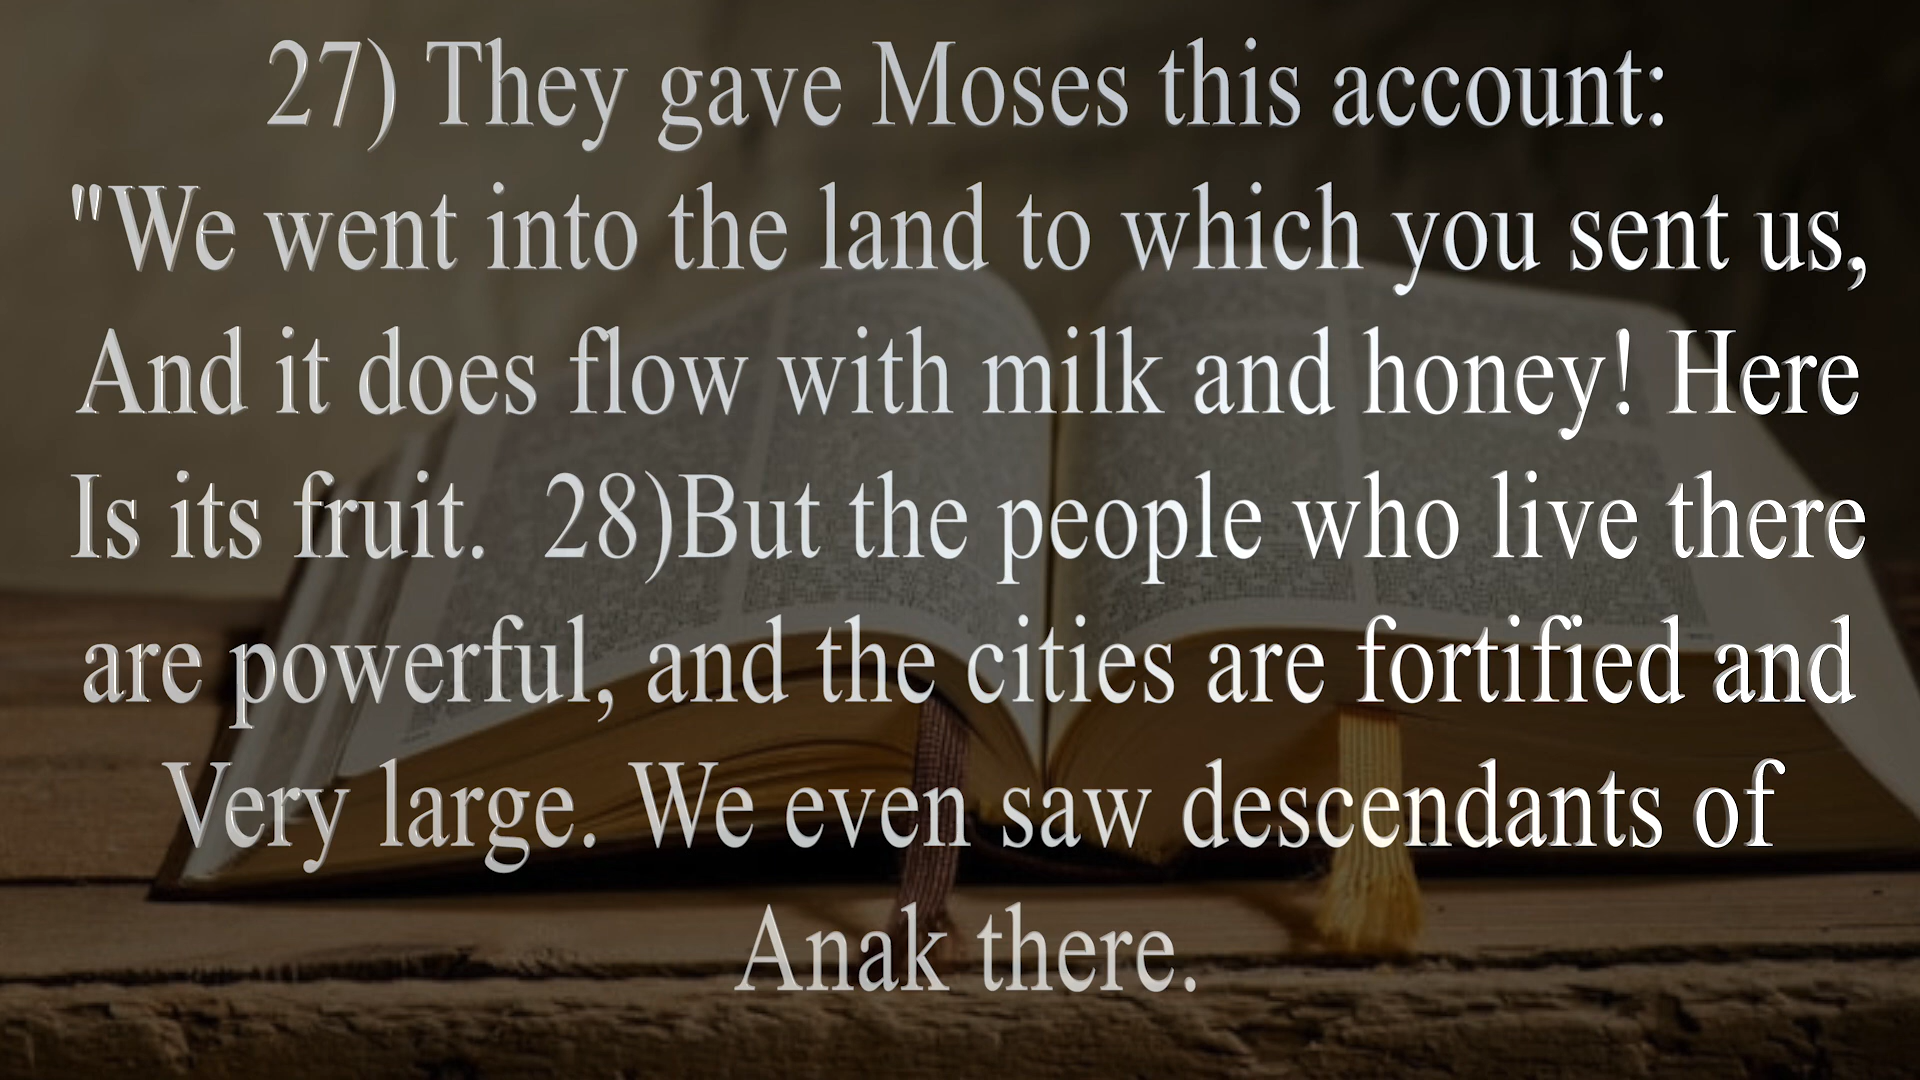 27) They gave Moses this account:
"We went into the land to which you sent us,
And it does flow with milk and honey! Here
Is its fruit.  28)But the people who live there
are powerful, and the cities are fortified and
Very large. We even saw descendants of
Anak there.